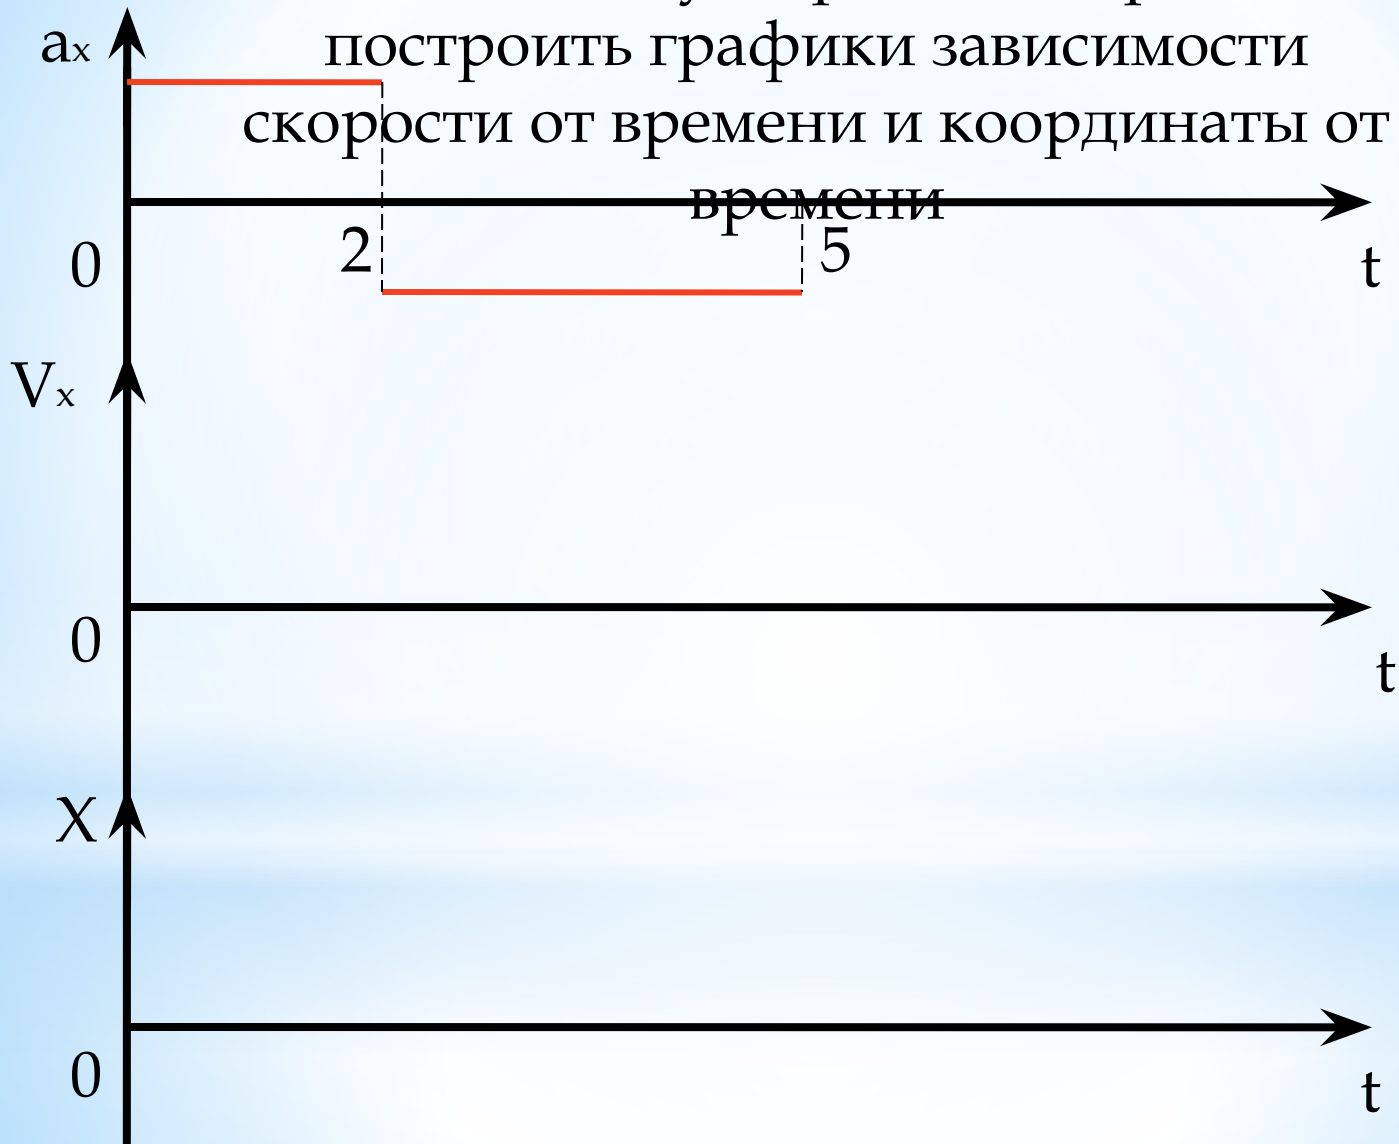 aₓ
построить графики зависимости
скорости от времени и координаты от
времени
2
5
0
t
Vₓ
0
t
X
0
t